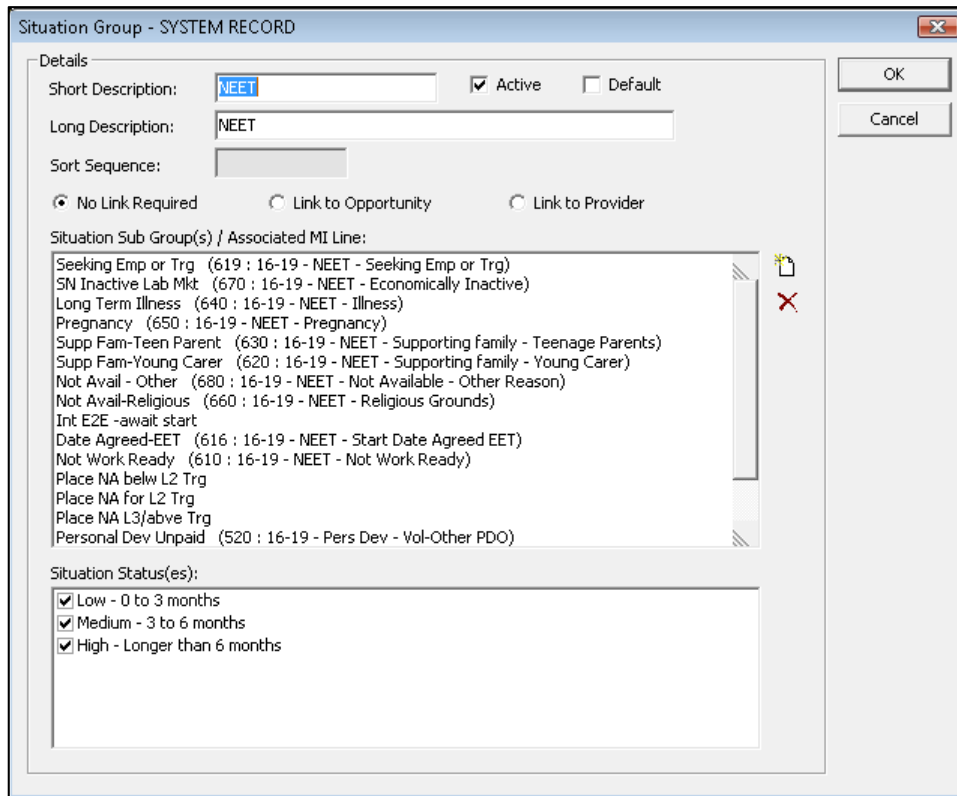 Situation Group - SYSTEM RECORD
Details
Short Description: NEET Active Default
OK
Long Description: NEET
Cancel
Sort Sequence:
No Link Required Link to Opportunity Link to Provider
Situation Sub Group(s) / Associated MI Line:
Seeking Emp or Trg (619 : 16-19 - NEET - Seeking Emp or Trg)
SN Inactive Lab Mkt (670 : 16-19 - NEET - Economically Inactive)
Long Term Illness (640 : 16-19 - NEET - Illness)
Pregnancy (650 : 16-19 - NEET - Pregnancy)
Supp Fam-Teen Parent (630 : 16-19 - NEET - Supporting family - Teenage Parents)
Supp Fam-Young Carer (620 : 16-19 - NEET - Supporting family - Young Carer)
Not Avail - Other (680 : 16-19 - NEET - Not Available - Other Reason)
Not Avail-Religious (660 : 16-19 - NEET - Religious Grounds)
Int E2E -await start
Date Agreed-EET (616 : 16-19 - NEET - Start Date Agreed EET)
Not Work Ready (610 : 16-19 - NEET - Not Work Ready)
Place NA belw L2 Trg
Place NA for L2 Trg
Place NA L3/abve Trg
Personal Dev Unpaid (520 : 16-19 - Pers Dev - Vol-Other PDO)
Situation Status(es):
Low - 0 to 3 months
Medium - 3 to 6 months
High - Longer than 6 months